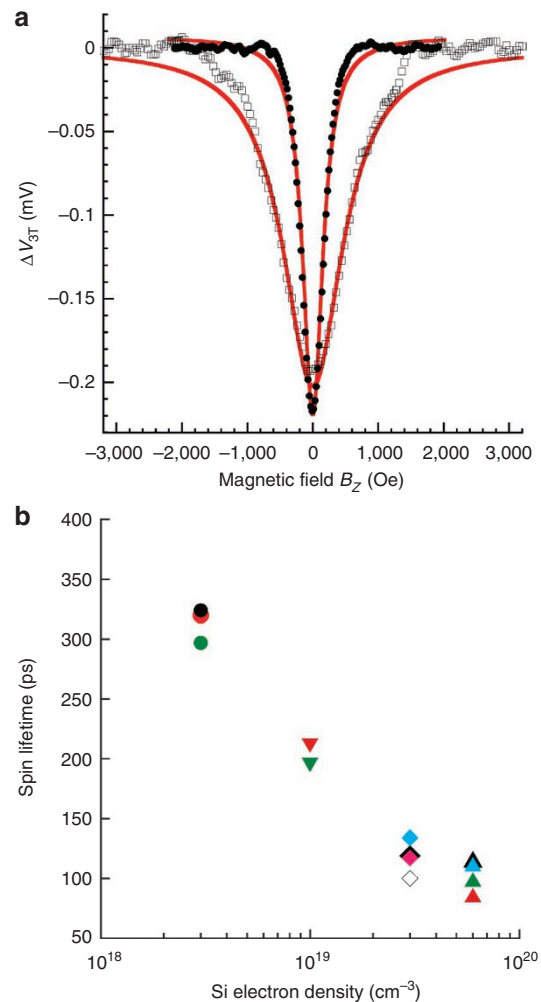 a
0
−0.05
−0.1
−0.15
−0.2
ΔV3T (mV)
−3,000 −2,000 −1,000 0 1,000 2,000 3,000
Magnetic field BZ (Oe)
b
400
350
300
250
200
150
100
50
Spin lifetime (ps)
10^18 10^19 10^20
Si electron density (cm^−3)